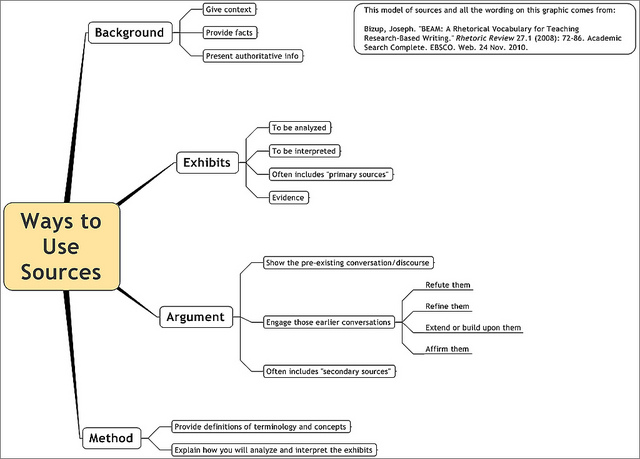 This model of sources and all the wording on this graphic comes from:
Bizup, Joseph. "BEAM: A Rhetorical Vocabulary for Teaching
Research-Based Writing." Rhetoric Review 27.1 (2008): 72-86. Academic
Search Complete. EBSCO. Web. 24 Nov. 2010.
Ways to
Use
Sources
Background
Give context
Provide facts
Present authoritative info
Exhibits
To be analyzed
To be interpreted
Often includes "primary sources"
Evidence
Argument
Show the pre-existing conversation/discourse
Engage those earlier conversations
Refute them
Refine them
Extend or build upon them
Affirm them
Often includes "secondary sources"
Method
Provide definitions of terminology and concepts
Explain how you will analyze and interpret the exhibits